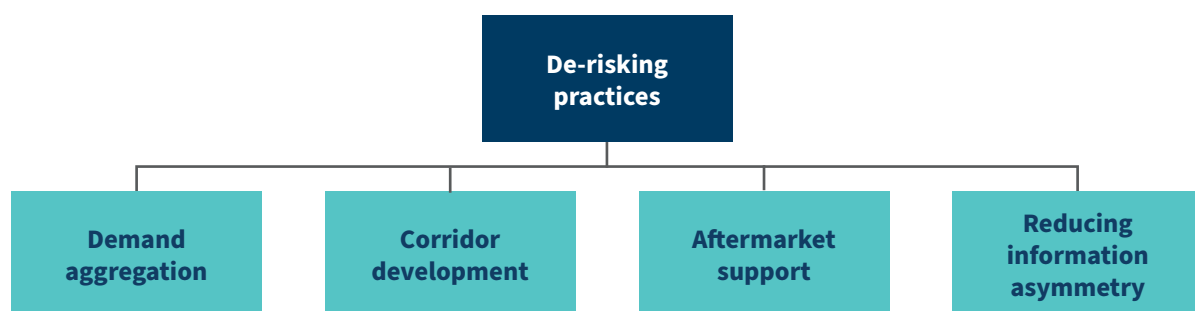 De-risking
practices
Demand
aggregation
Corridor
development
Aftermarket
support
Reducing
information
asymmetry